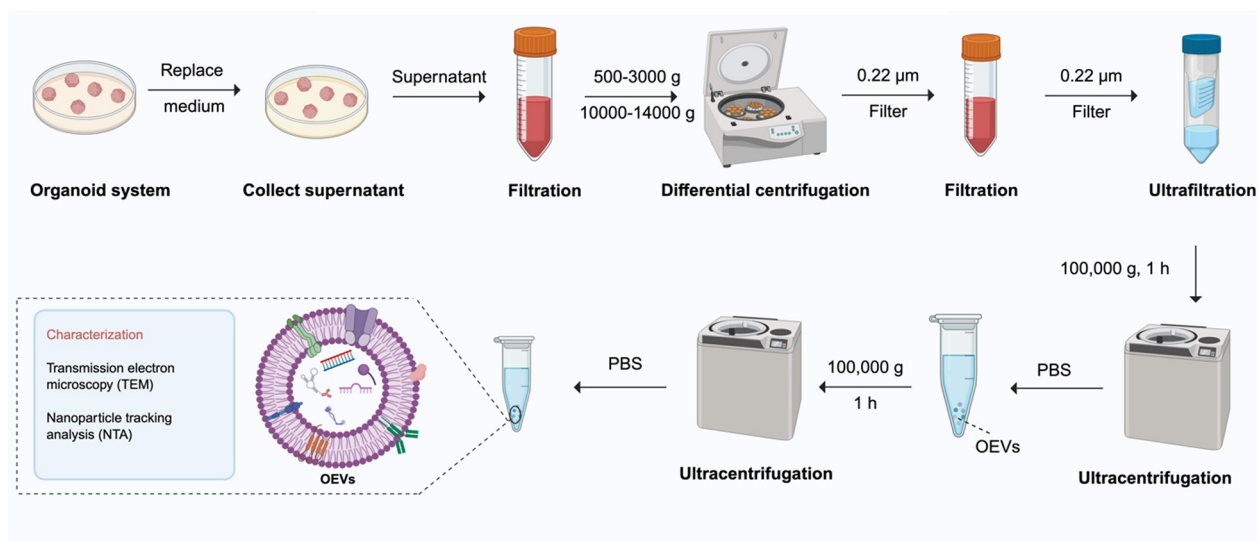 Replace
medium
Supernatant
500-3000 g
10000-14000 g
0.22 μm
Filter
0.22 μm
Filter
Organoid system
Collect supernatant
Filtration
Differential centrifugation
Filtration
Ultrafiltration
100,000 g, 1 h
Characterization
Transmission electron
microscopy (TEM)
Nanoparticle tracking
analysis (NTA)
OEVs
PBS
Ultracentrifugation
100,000 g
1 h
OEVs
PBS
Ultracentrifugation